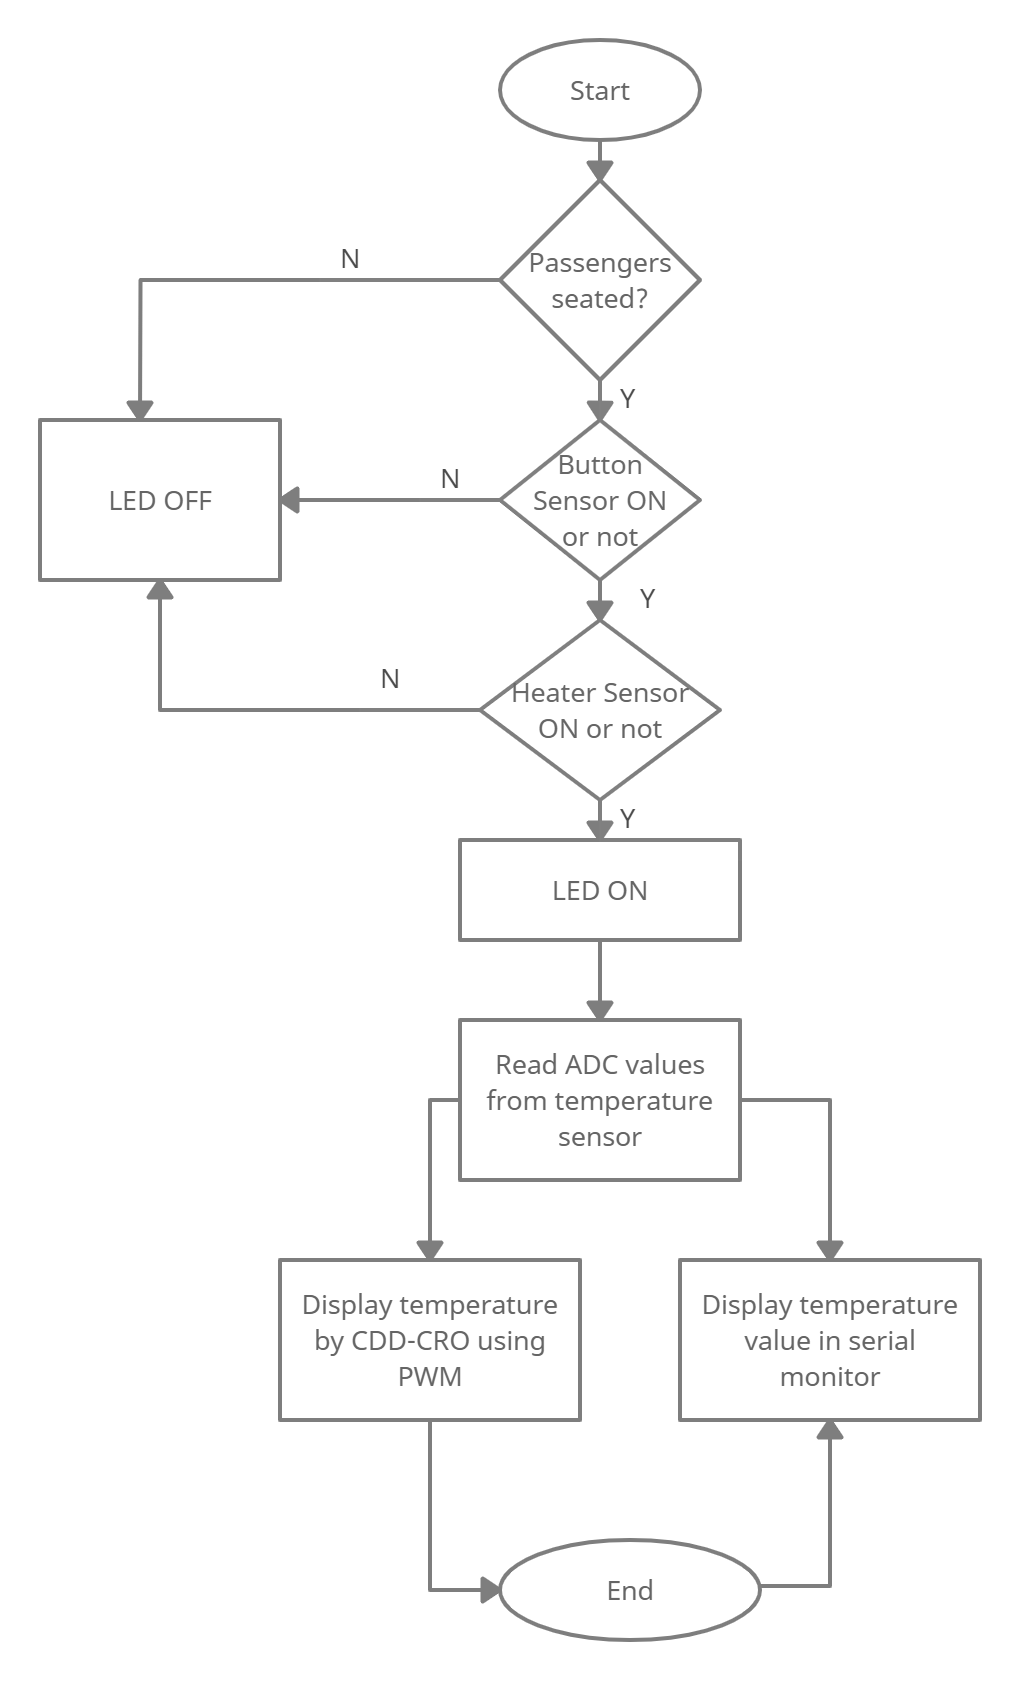 Start
Passengers
seated?
N
Y
Button
Sensor ON
or not
N
LED OFF
Y
Heater Sensor
ON or not
N
Y
LED ON
Read ADC values
from temperature
sensor
Display temperature
by CDD-CRO using
PWM
Display temperature
value in serial
monitor
End